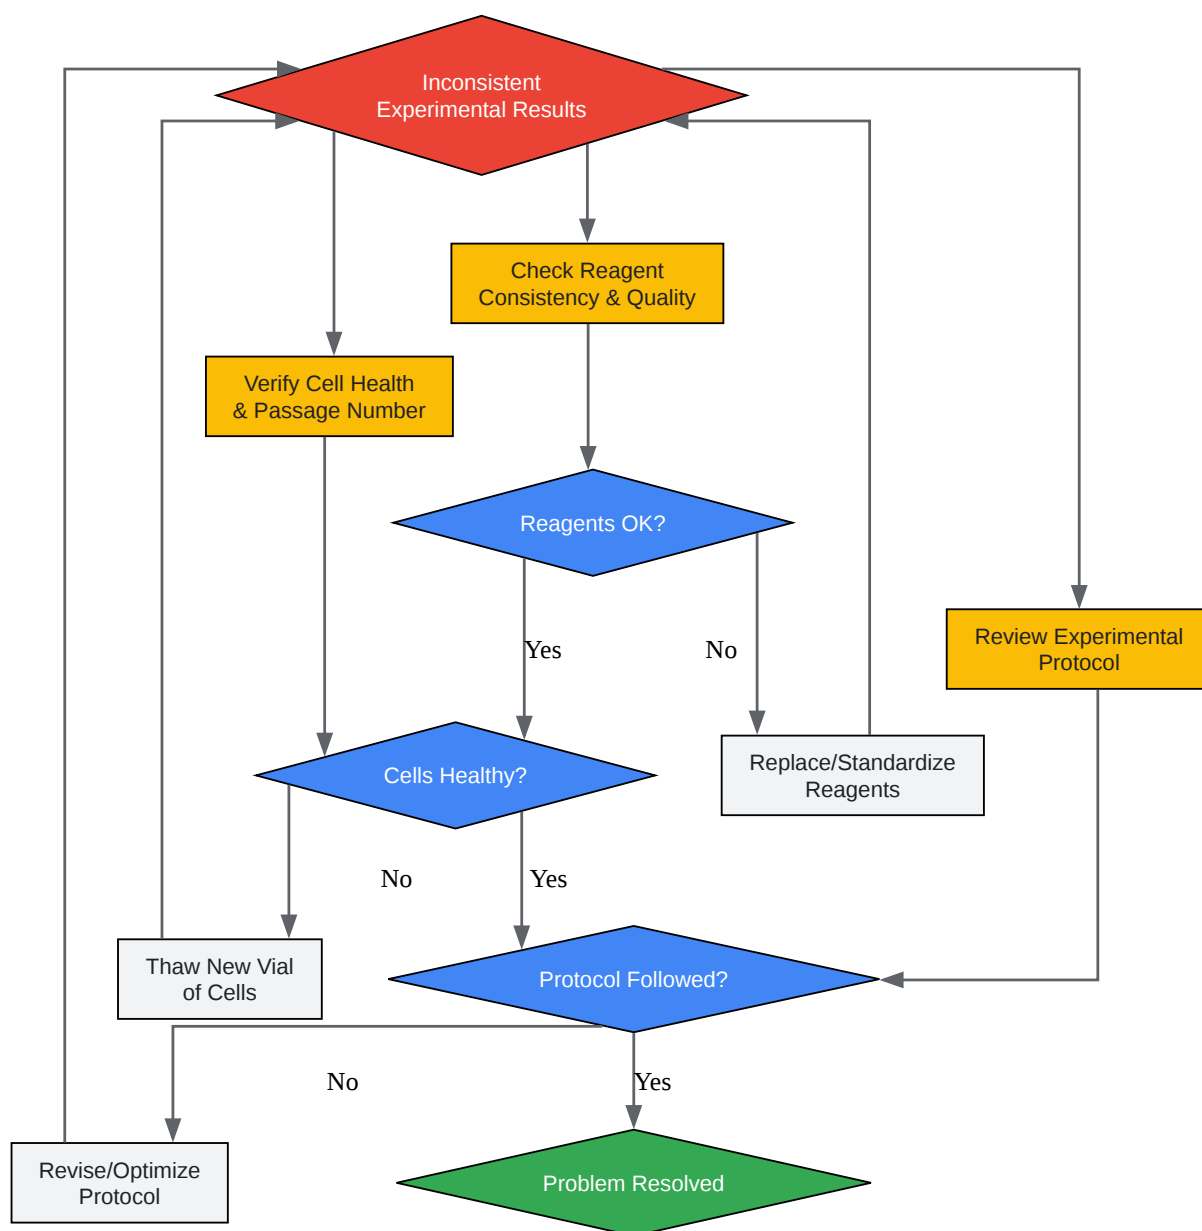 Inconsistent
Experimental Results
Check Reagent
Consistency & Quality
Verify Cell Health
& Passage Number
Reagents OK?
Yes
No
Review Experimental
Protocol
Cells Healthy?
Replace/Standardize
Reagents
No
Yes
Thaw New Vial
of Cells
Protocol Followed?
No
Yes
Revise/Optimize
Protocol
Problem Resolved